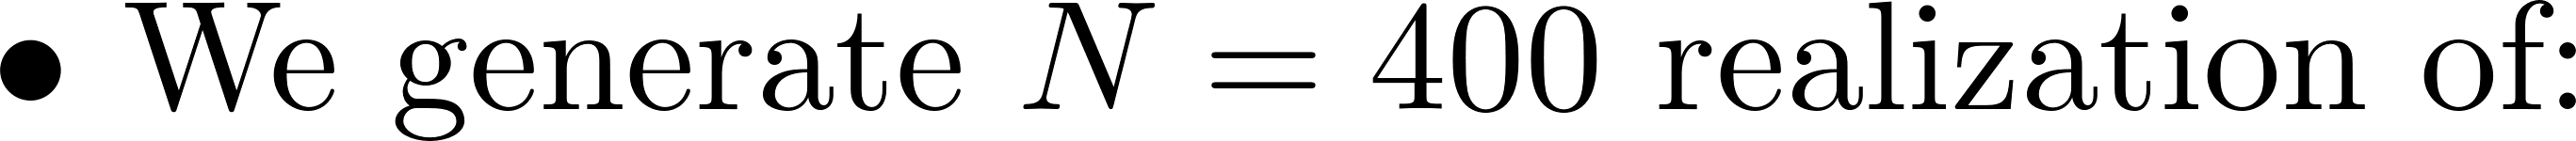 • We generate N = 400 realization of: